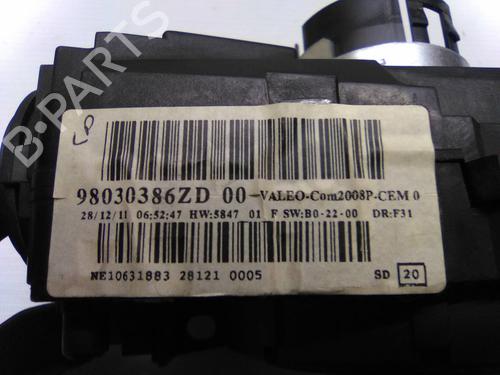 B-PARTS
LP
98030386ZD 00-VALEO-Com2008P-CEM 0
28/12/11 06:52:47 HW:5847 01 F SW:B0-22-00 DR:F31
NE10631883 28121 0005 SD 20